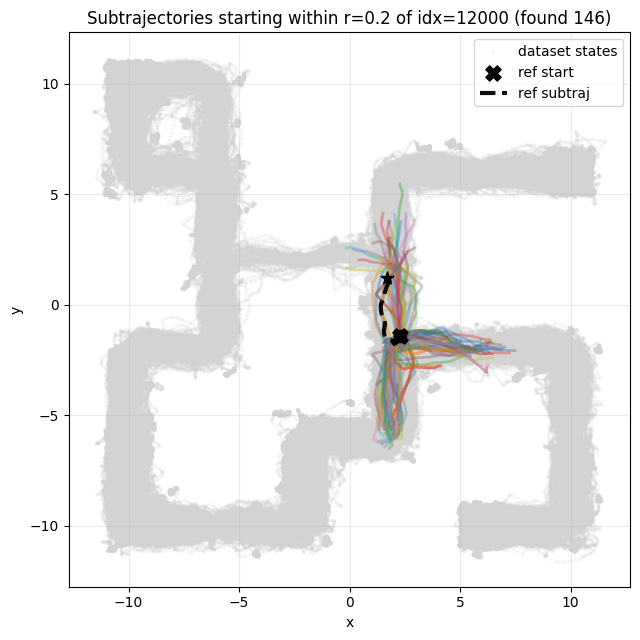 Subtrajectories starting within r=0.2 of idx=12000 (found 146)
dataset states
ref start
ref subtraj
10
5
0
−5
−10
y
−10
−5
0
5
10
x